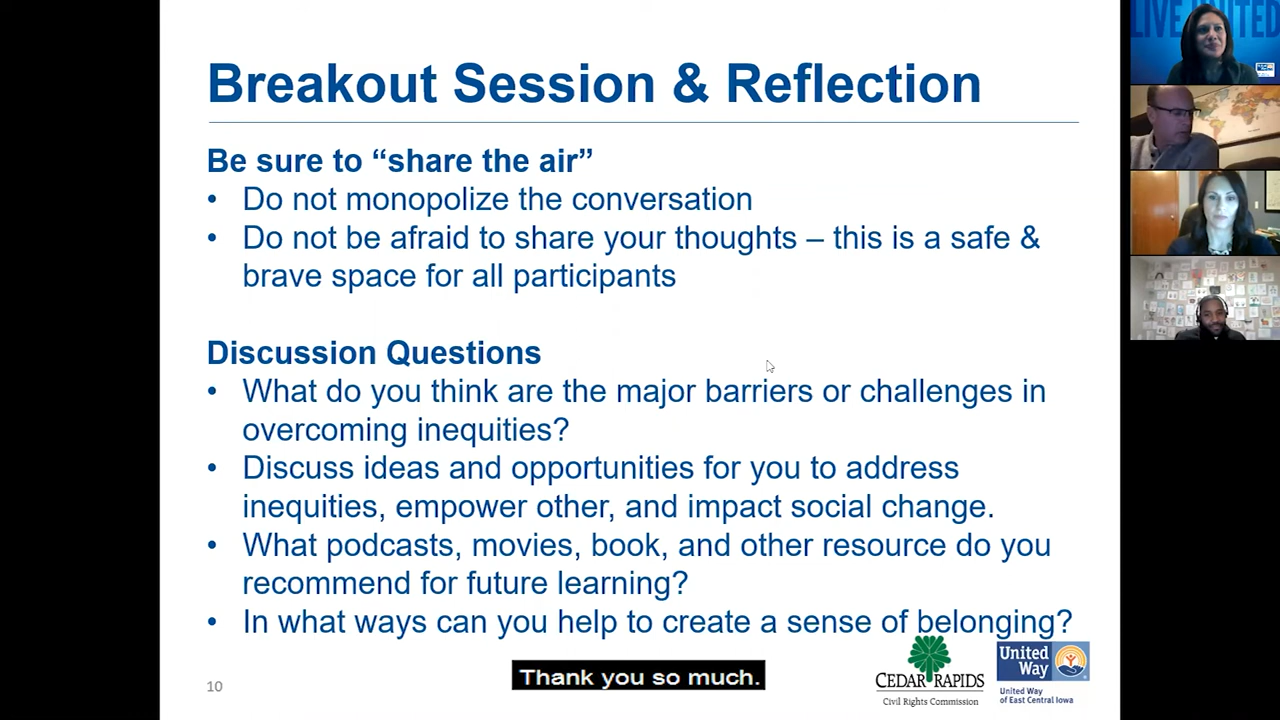 Breakout Session & Reflection
Be sure to “share the air”
• Do not monopolize the conversation
• Do not be afraid to share your thoughts – this is a safe &
brave space for all participants
Discussion Questions
• What do you think are the major barriers or challenges in
overcoming inequities?
• Discuss ideas and opportunities for you to address
inequities, empower other, and impact social change.
• What podcasts, movies, book, and other resource do you
recommend for future learning?
• In what ways can you help to create a sense of belonging?
Thank you so much.
10
CEDAR RAPIDS
Civil Rights Commission
United
Way
United Way
of East Central Iowa
LIVE UNITED